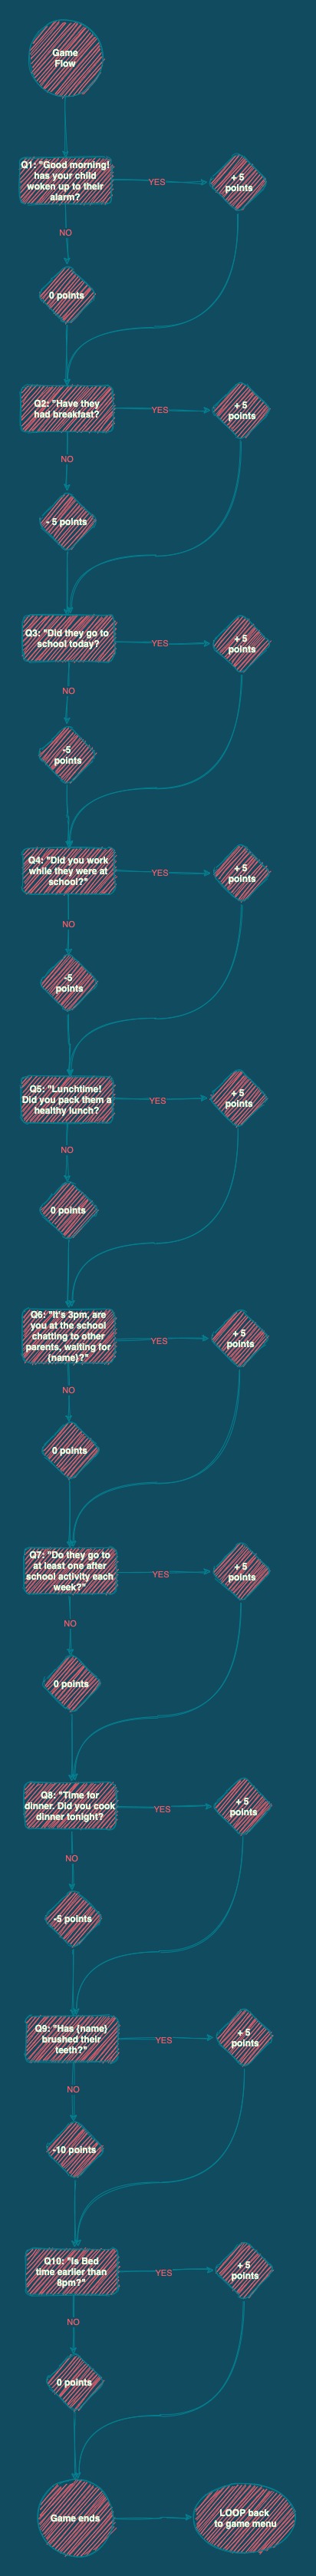 Game
Flow
Q1: "Good morning!
has your child
woken up to their
alarm?
YES
+ 5
points
NO
0 points
Q2: "Have they
had breakfast?
YES
+ 5
points
NO
- 5 points
Q3: "Did they go to
school today?
YES
+ 5
points
NO
-5
points
Q4: "Did you work
while they were at
school?"
YES
+ 5
points
NO
-5
points
Q5: "Lunchtime!
Did you pack them a
healthy lunch?
YES
+ 5
points
NO
0 points
Q6: "It's 3pm, are
you at the school
chatting to other
parents, waiting for
{name}?"
YES
+ 5
points
NO
0 points
Q7: "Do they go to
at least one after
school activity each
week?"
YES
+ 5
points
NO
0 points
Q8: "Time for
dinner. Did you cook
dinner tonight?
YES
+ 5
points
NO
-5 points
Q9: "Has {name}
brushed their
teeth?"
YES
+ 5
points
NO
-10 points
Q10: "Is Bed
time earlier than
8pm?"
YES
+ 5
points
NO
0 points
Game ends
LOOP back
to game menu